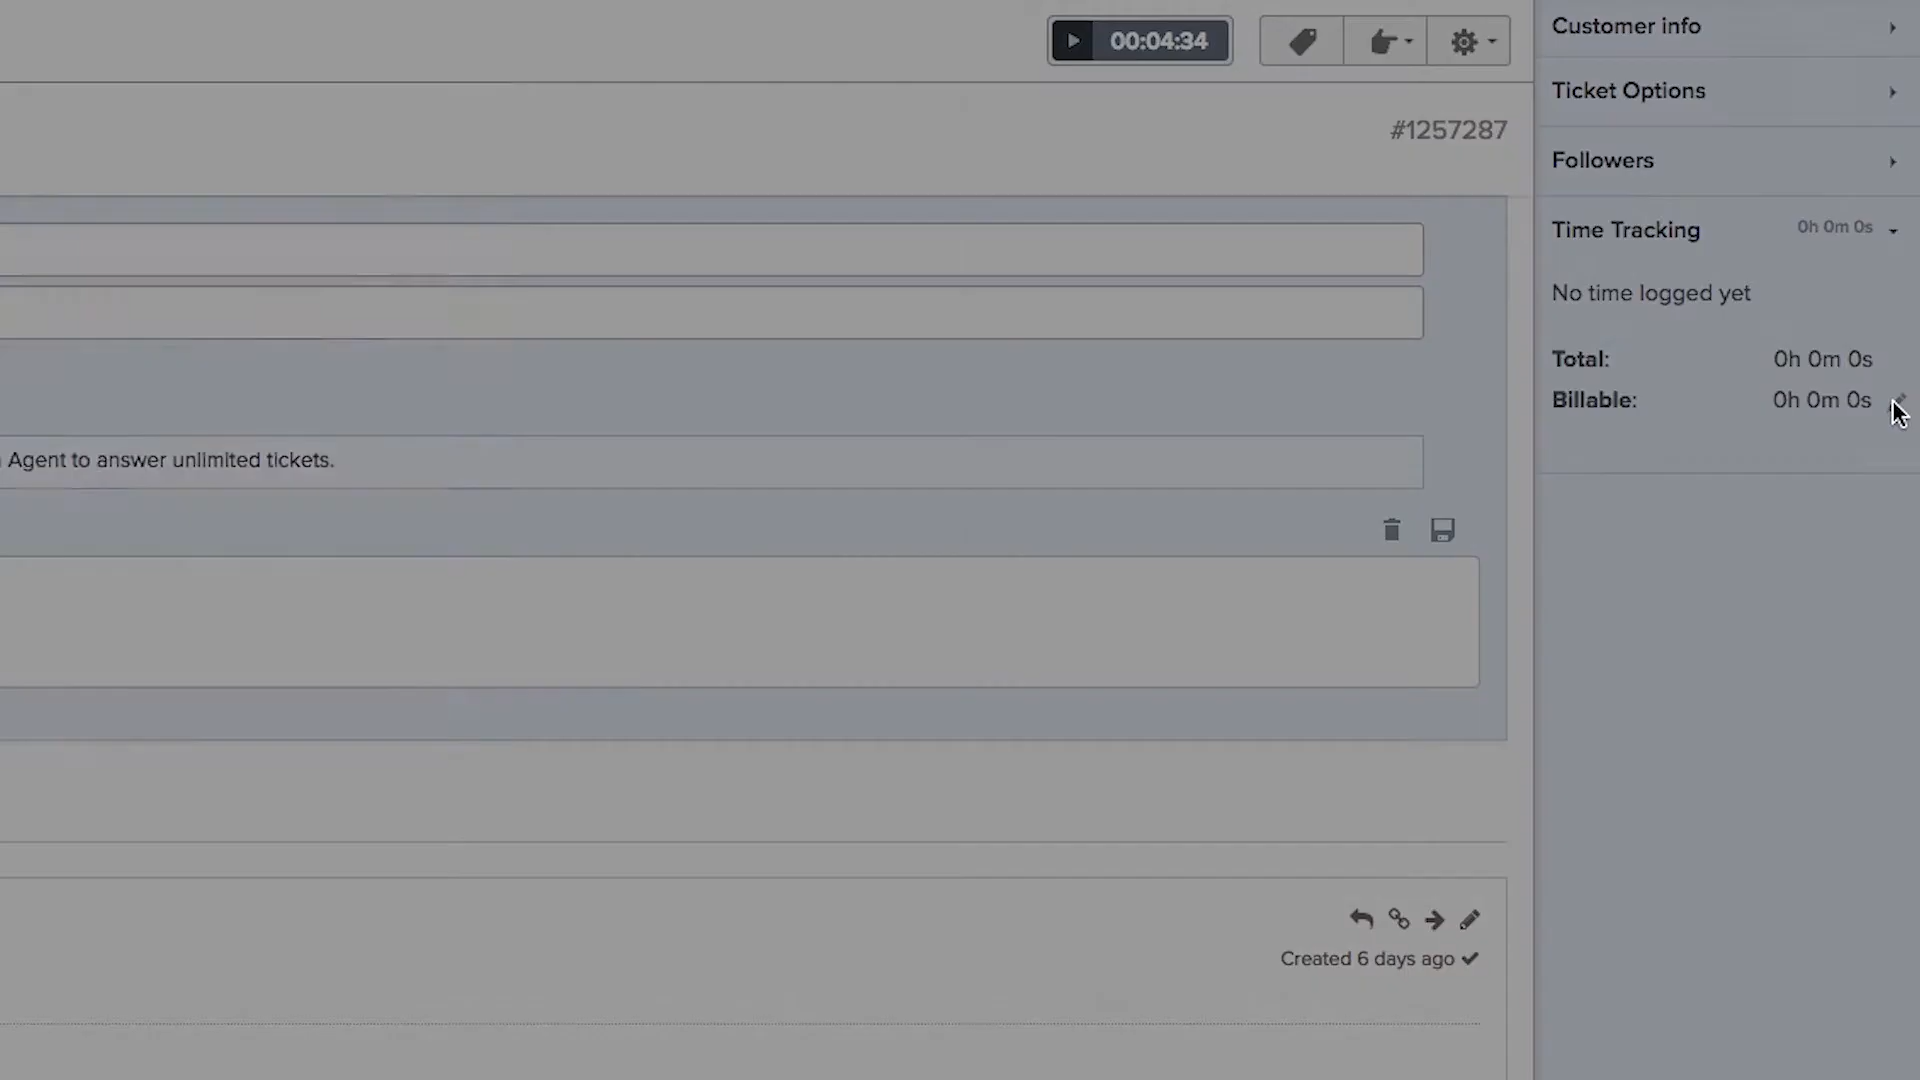 00:04:34
#1257287
Agent to answer unlimited tickets.
Created 6 days ago
Customer info
Ticket Options
Followers
Time Tracking 0h 0m 0s
No time logged yet
Total: 0h 0m 0s
Billable: 0h 0m 0s